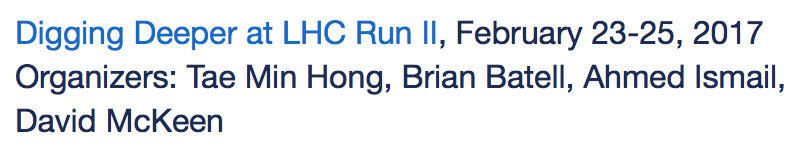 Digging Deeper at LHC Run II, February 23-25, 2017
Organizers: Tae Min Hong, Brian Batell, Ahmed Ismail,
David McKeen